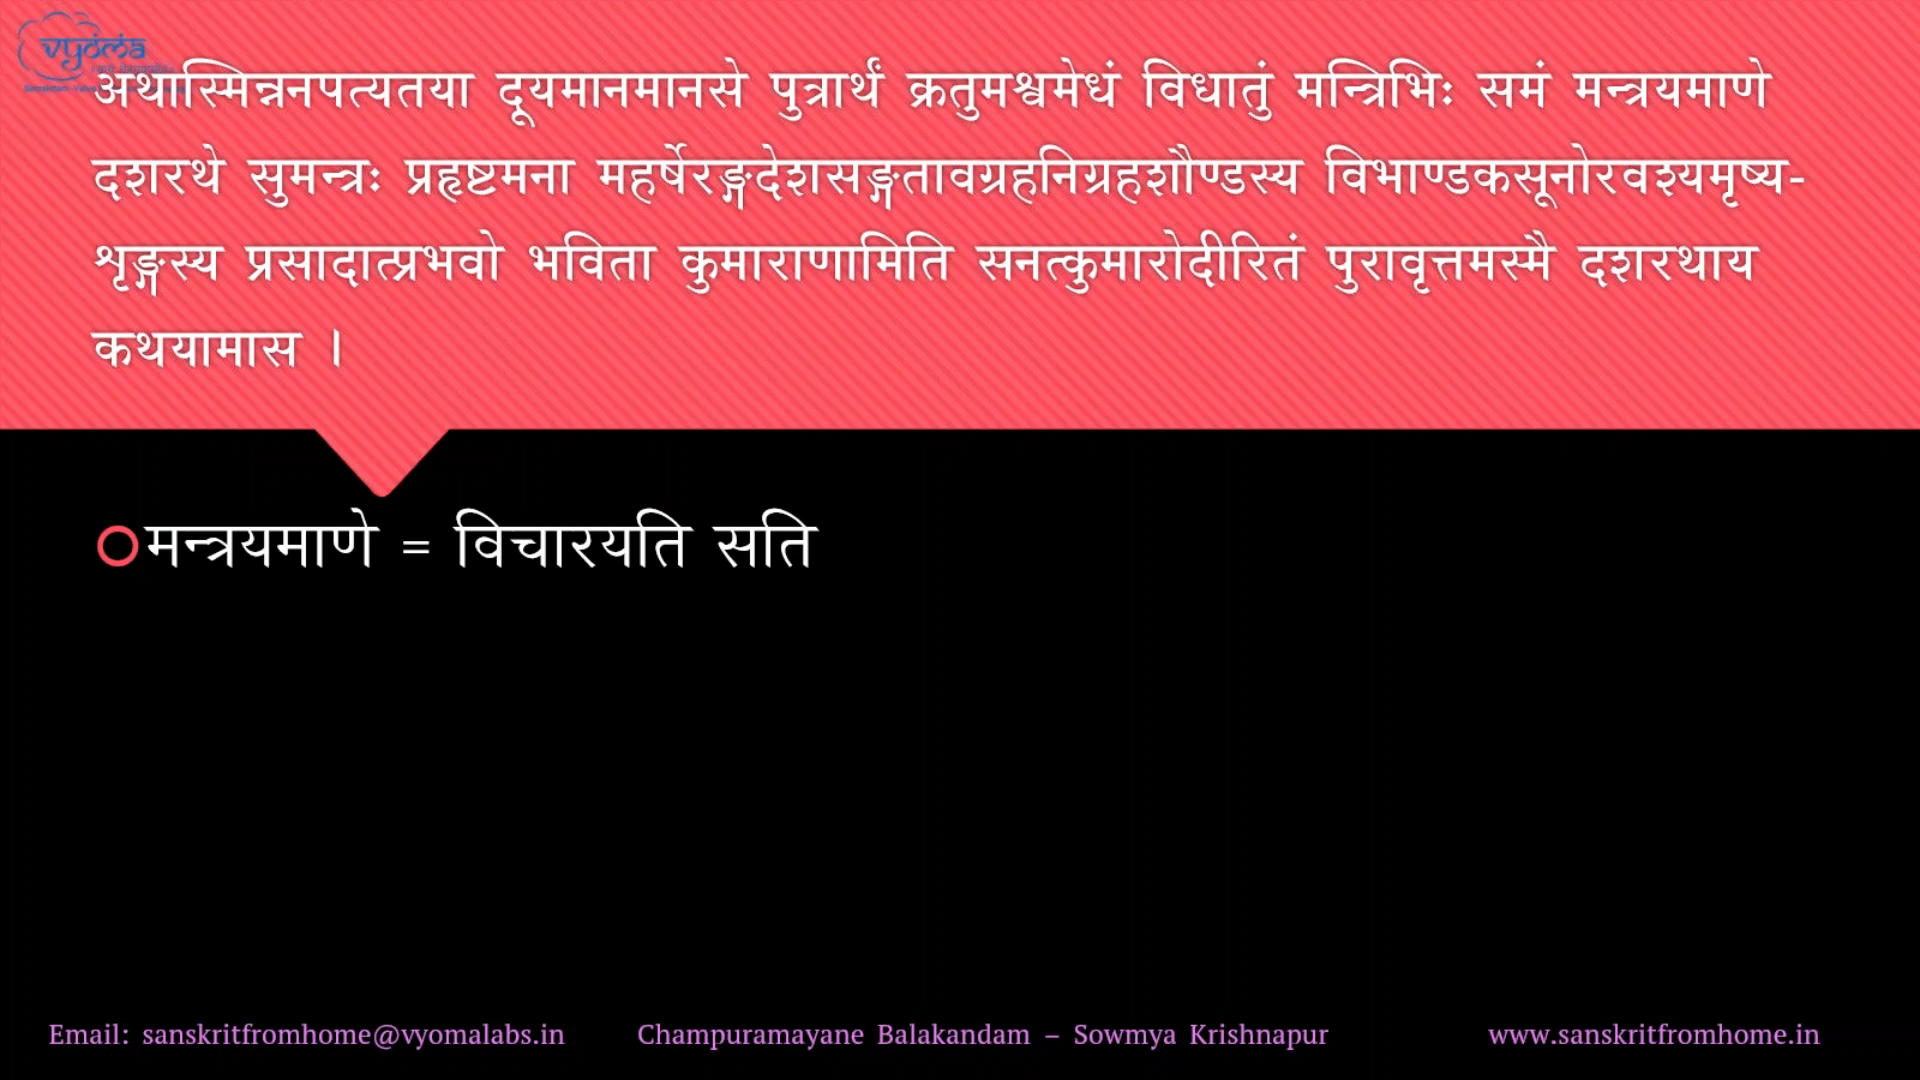 vyoma
अथास्मिन्ननपत्यतया दूयमानमानसे पुत्रार्थं क्रतुमश्वमेधं विधातुं मन्त्रिभिः समं मन्त्रयमाणे
दशरथे सुमन्त्रः प्रहृष्टमना महर्षेरङ्गदेशसङ्गतावग्रहनिग्रहशौण्डस्य विभाण्डकसूनोरवश्यमृष्य-
शृङ्गस्य प्रसादात्प्रभवो भविता कुमाराणामिति सनत्कुमारोदीरितं पुरावृत्तमस्मै दशरथाय
कथयामास ।
मन्त्रयमाणे = विचारयति सति
Email: sanskritfromhome@vyomalabs.in Champuramayane Balakandam – Sowmya Krishnapur www.sanskritfromhome.in